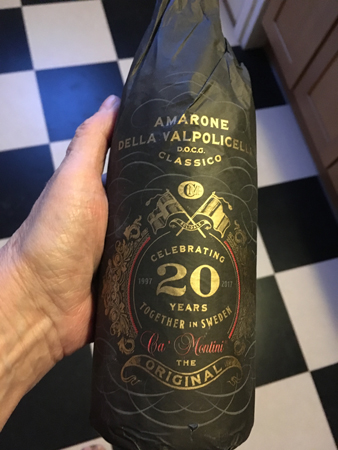 AMARONE
DELLA VALPOLICELLA
D.O.C.G.
CLASSICO
CELEBRATING
1997 20 2017
YEARS
TOGETHER IN SWEDEN
Ca' Montini
THE
ORIGINAL